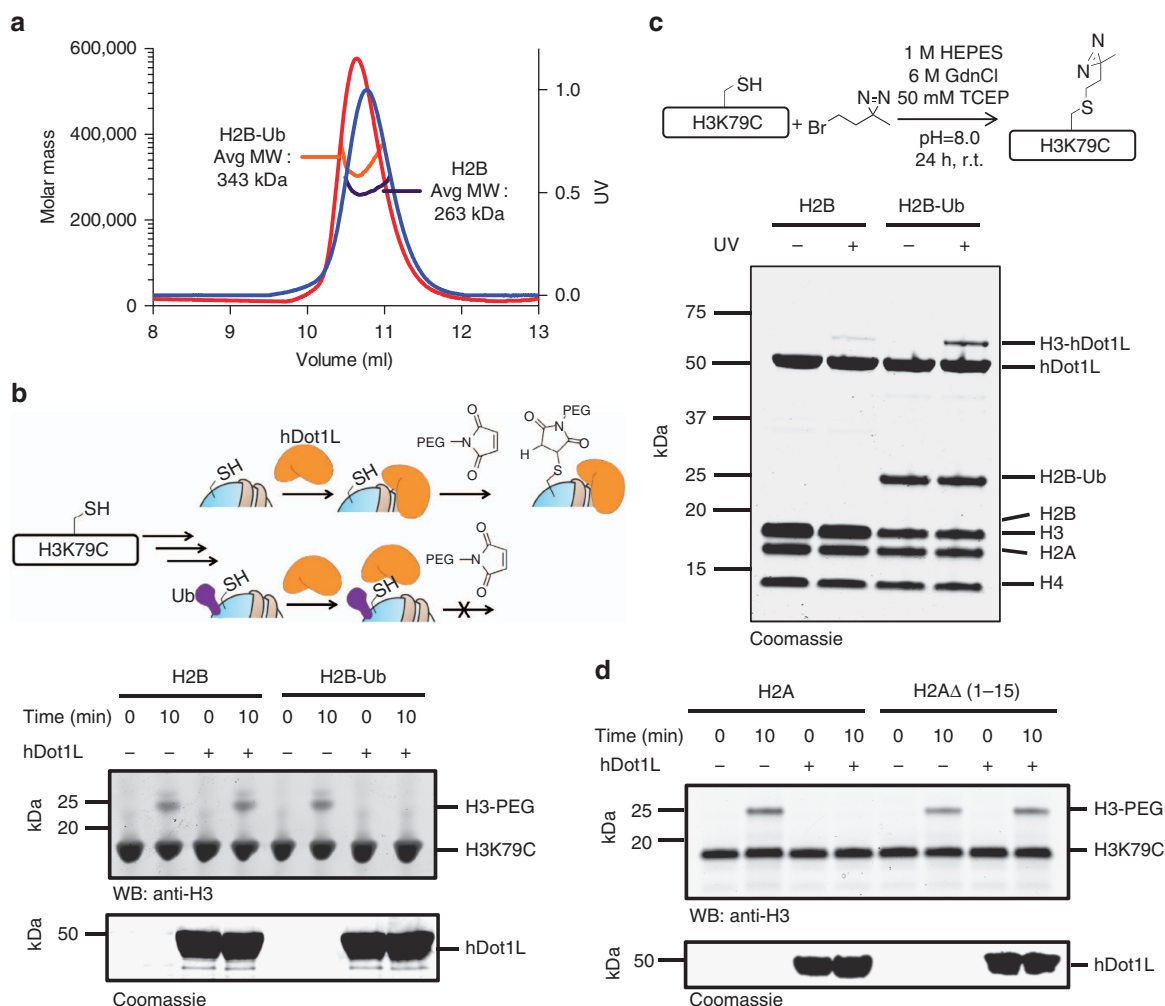 a
600,000
400,000
200,000
0
Molar mass
H2B-Ub
Avg MW :
343 kDa
H2B
Avg MW :
263 kDa
1.0
0.5
0.0
UV
8 9 10 11 12 13
Volume (ml)
b
hDot1L
SH
SH
PEG
N
O
O
PEG
O
N
O
H
S
SH
H3K79C
Ub
SH
SH
PEG
N
O
O
H2B H2B-Ub
Time (min) 0 10 0 10 0 10 0 10
hDot1L – – + + – – + +
kDa
25
20
H3-PEG
H3K79C
WB: anti-H3
kDa
50
hDot1L
Coomassie
c
SH
H3K79C
+
Br
N=N
1 M HEPES
6 M GdnCl
50 mM TCEP
pH=8.0
24 h, r.t.
N
N
S
H3K79C
H2B H2B-Ub
UV – + – +
kDa
75
50
37
25
20
15
H3-hDot1L
hDot1L
H2B-Ub
H2B
H3
H2A
H4
Coomassie
d
H2A H2AΔ (1–15)
Time (min) 0 10 0 10 0 10 0 10
hDot1L – – + + – – + +
kDa
25
20
H3-PEG
H3K79C
WB: anti-H3
kDa
50
hDot1L
Coomassie